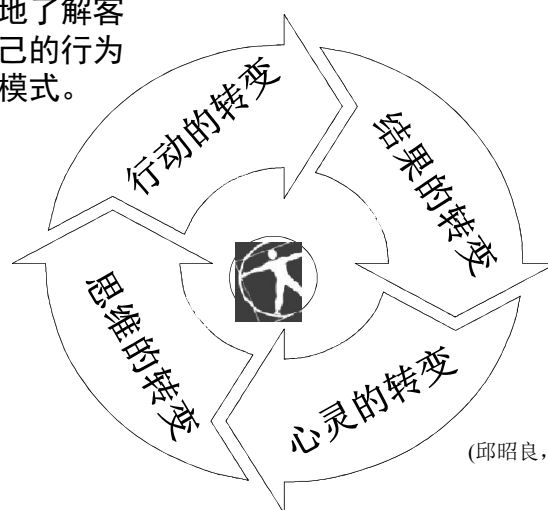 地了解客
己的行为
模式。
行动的转变
结果的转变
思维的转变
心灵的转变
(邱昭良，